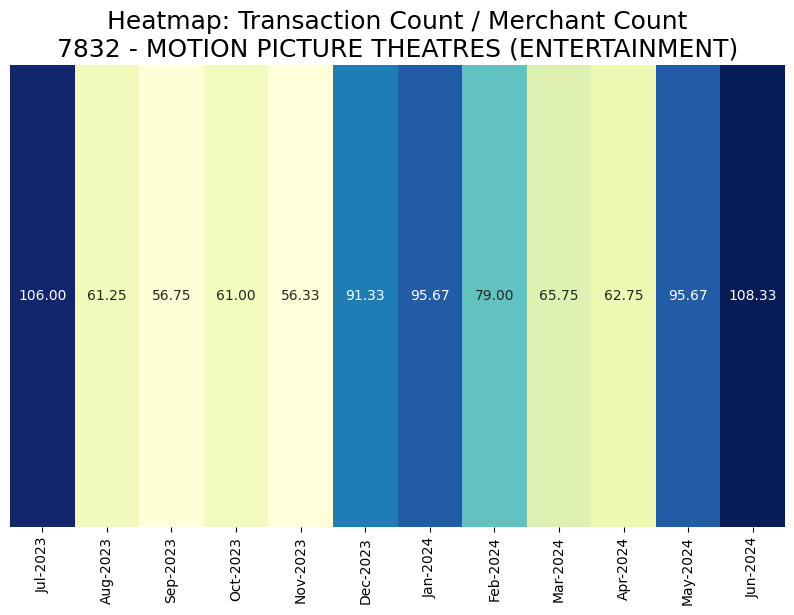 Heatmap: Transaction Count / Merchant Count
7832 - MOTION PICTURE THEATRES (ENTERTAINMENT)
106.00 61.25 56.75 61.00 56.33 91.33 95.67 79.00 65.75 62.75 95.67 108.33
Jul-2023 Aug-2023 Sep-2023 Oct-2023 Nov-2023 Dec-2023 Jan-2024 Feb-2024 Mar-2024 Apr-2024 May-2024 Jun-2024